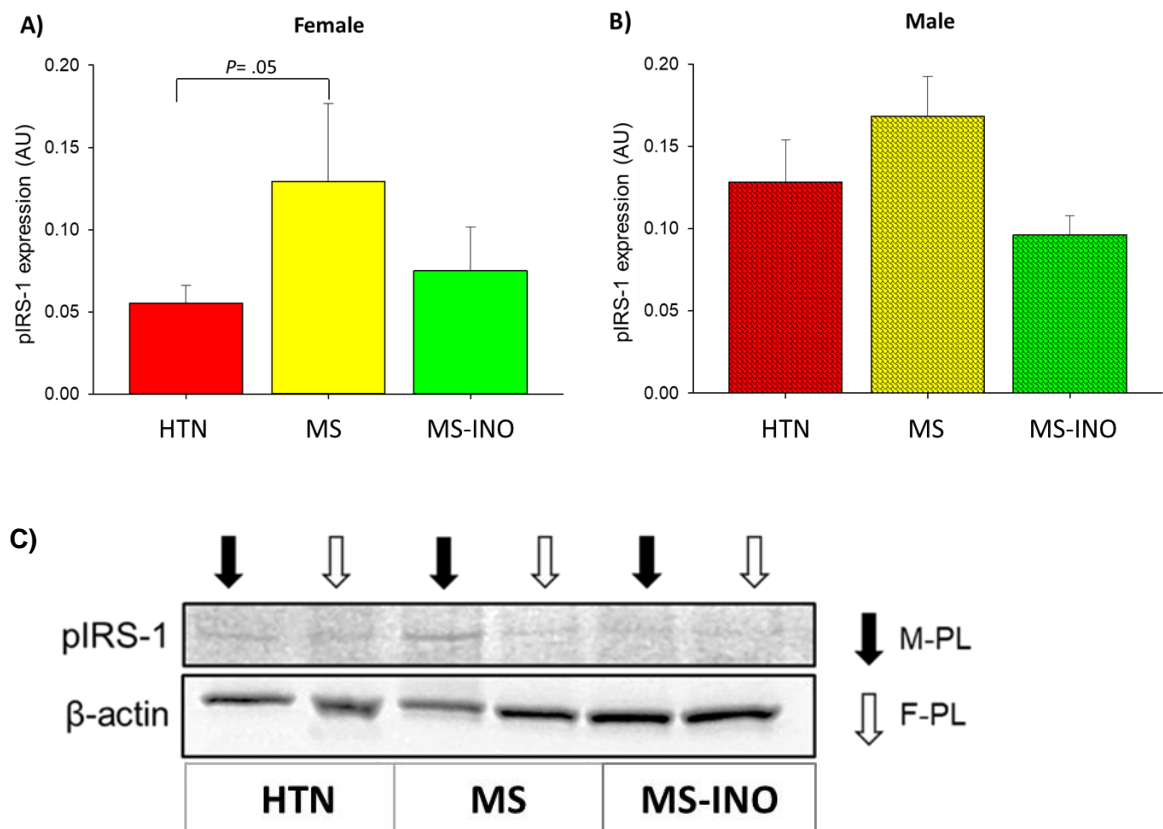 A)
Female
P= .05
pIRS-1 expression (AU)
0.20
0.15
0.10
0.05
0.00
HTN MS MS-INO
B)
Male
pIRS-1 expression (AU)
0.20
0.15
0.10
0.05
0.00
HTN MS MS-INO
C)
pIRS-1
β-actin
M-PL
F-PL
HTN MS MS-INO